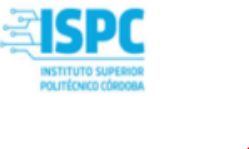 ISPC
INSTITUTO SUPERIOR
POLITÉCNICO CÓRDOBA